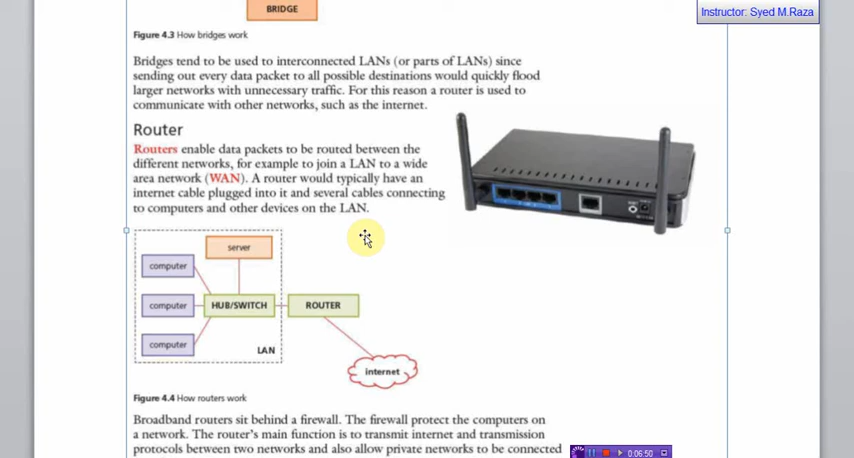 BRIDGE
Instructor: Syed M.Raza
Figure 4.3 How bridges work
Bridges tend to be used to interconnected LANs (or parts of LANs) since
sending out every data packet to all possible destinations would quickly flood
larger networks with unnecessary traffic. For this reason a router is used to
communicate with other networks, such as the internet.
Router
Routers enable data packets to be routed between the
different networks, for example to join a LAN to a wide
area network (WAN). A router would typically have an
internet cable plugged into it and several cables connecting
to computers and other devices on the LAN.
server
computer
computer
HUB/SWITCH
ROUTER
computer
LAN
internet
Figure 4.4 How routers work
Broadband routers sit behind a firewall. The firewall protect the computers on
a network. The router's main function is to transmit internet and transmission
protocols between two networks and also allow private networks to be connected
0:06:50